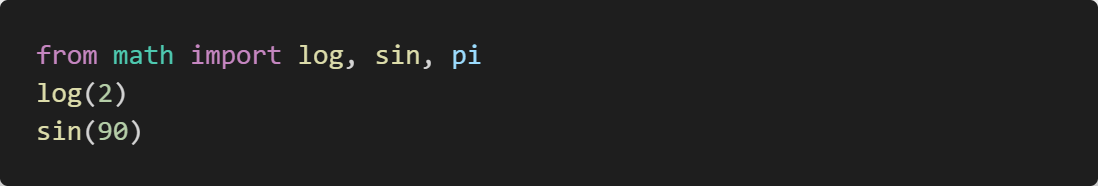 from math import log, sin, pi
log(2)
sin(90)